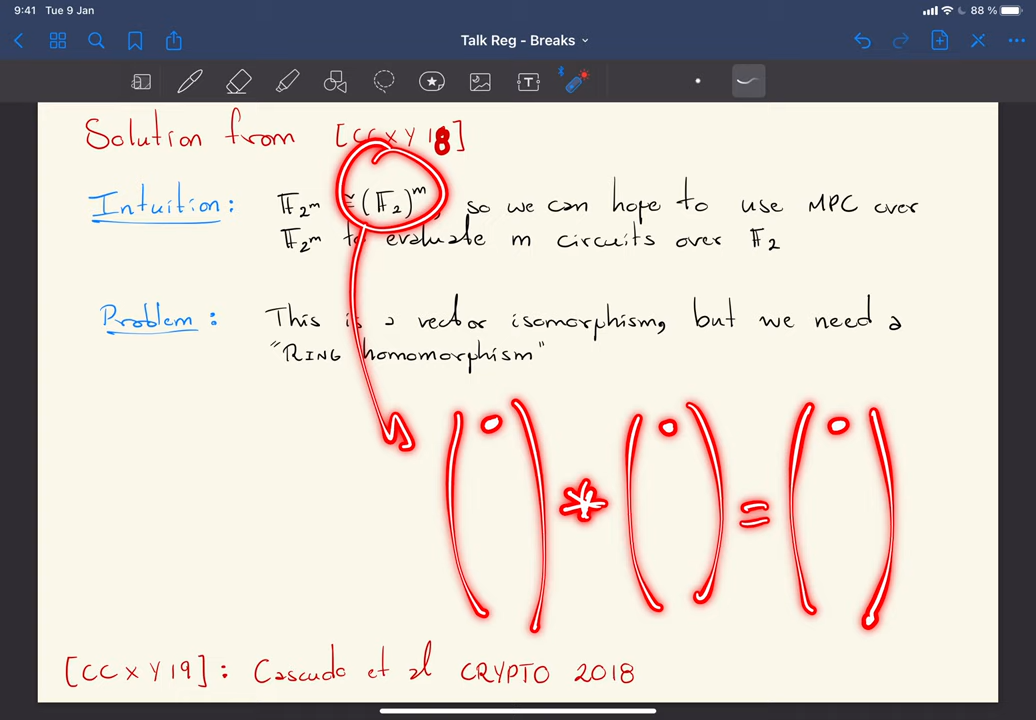 9:41 Tue 9 Jan 88 %
Talk Reg - Breaks
T
Solution from [CCXY18]
Intuition: 𝔽₂ᵐ ≅ (𝔽₂)ᵐ, so we can hope to use MPC over
𝔽₂ᵐ to evaluate m circuits over 𝔽₂
Problem: This is a vector isomorphism, but we need a
"RING homomorphism"
( ) * ( ) = ( )
[CCXY19]: Cascudo et al CRYPTO 2018